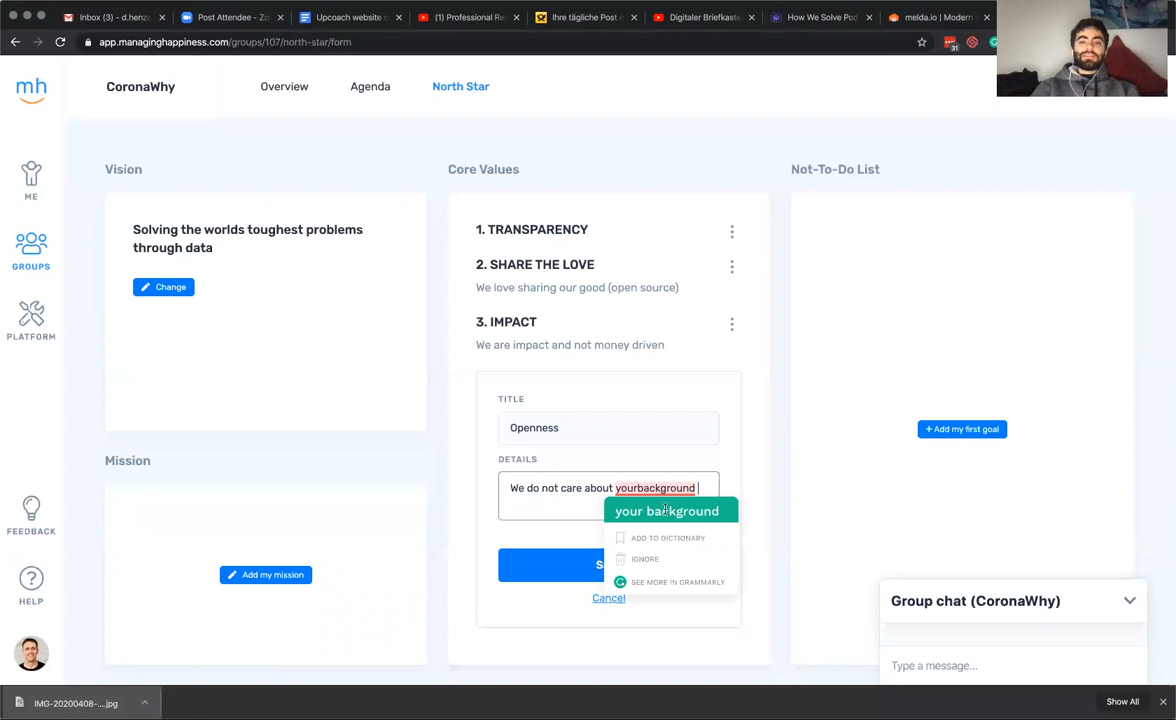 Inbox (3) - d.henz
Post Attendee - Zo
Upcoach website c
(1) Professional Re
Ihre tägliche Post o
Digitaler Briefkaste
How We Solve Pod
melda.io | Modern
app.managinghappiness.com/groups/107/north-star/form
31
mh
CoronaWhy
Overview
Agenda
North Star
ME
GROUPS
PLATFORM
FEEDBACK
HELP
Vision
Solving the worlds toughest problems
through data
Change
Mission
Add my mission
Core Values
1. TRANSPARENCY
2. SHARE THE LOVE
We love sharing our good (open source)
3. IMPACT
We are impact and not money driven
TITLE
Openness
DETAILS
We do not care about yourbackground
your background
ADD TO DICTIONARY
IGNORE
SEE MORE IN GRAMMARLY
S
Cancel
Not-To-Do List
+ Add my first goal
Group chat (CoronaWhy)
Type a message...
IMG-20200408-....jpg
Show All